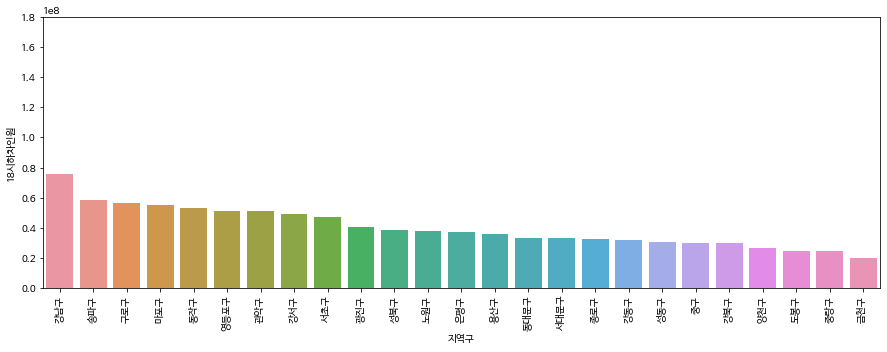 1e8
1.8
1.6
1.4
1.2
1.0
0.8
0.6
0.4
0.2
0.0
18시하차인원
강남구
송파구
구로구
마포구
동작구
영등포구
관악구
강서구
서초구
광진구
성북구
노원구
은평구
용산구
동대문구
서대문구
종로구
강동구
성동구
중구
강북구
양천구
도봉구
중랑구
금천구
지역구